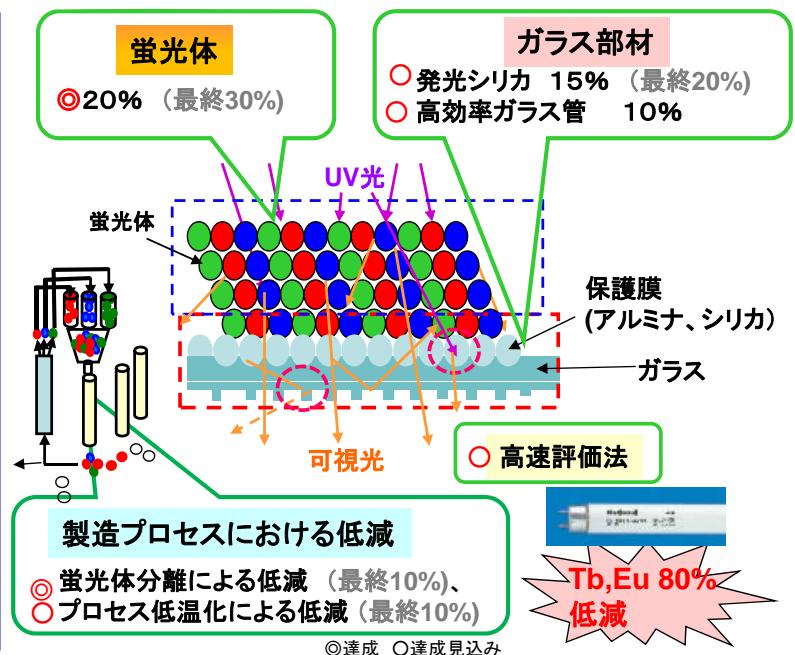 蛍光体
◎20% (最終30%)
ガラス部材
○発光シリカ 15% (最終20%)
○高効率ガラス管 10%
UV光
蛍光体
保護膜
(アルミナ、シリカ)
ガラス
可視光
○ 高速評価法
製造プロセスにおける低減
◎蛍光体分離による低減 (最終10%)、
○プロセス低温化による低減(最終10%)
National
Tb,Eu 80%
低減
◎達成 ○達成見込み